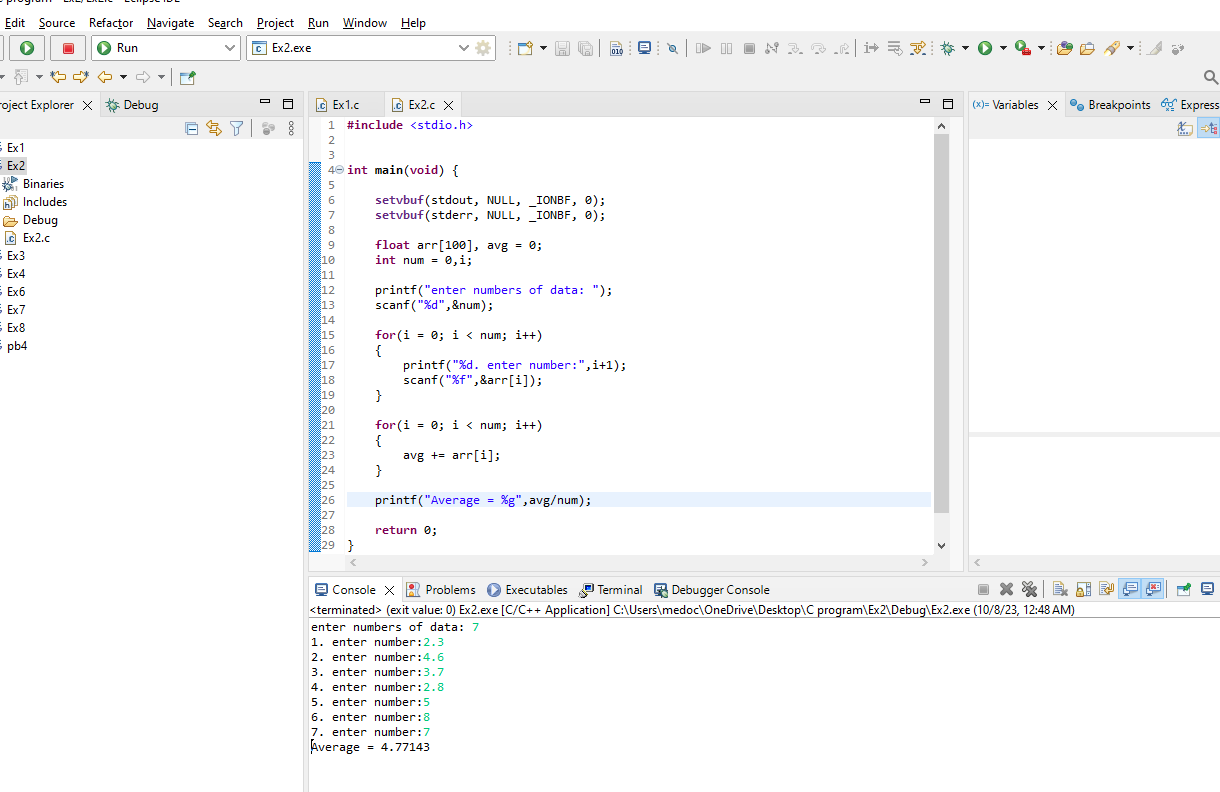 Edit Source Refactor Navigate Search Project Run Window Help
Run
Ex2.exe
Project Explorer
Debug
Ex1
Ex2
Binaries
Includes
Debug
Ex2.c
Ex3
Ex4
Ex6
Ex7
Ex8
pb4
Ex1.c
Ex2.c
1 #include <stdio.h>
2
3
4 int main(void) {
5
6 setvbuf(stdout, NULL, _IONBF, 0);
7 setvbuf(stderr, NULL, _IONBF, 0);
8
9 float arr[100], avg = 0;
10 int num = 0,i;
11
12 printf("enter numbers of data: ");
13 scanf("%d",&num);
14
15 for(i = 0; i < num; i++)
16 {
17 printf("%d. enter number:",i+1);
18 scanf("%f",&arr[i]);
19 }
20
21 for(i = 0; i < num; i++)
22 {
23 avg += arr[i];
24 }
25
26 printf("Average = %g",avg/num);
27
28 return 0;
29 }
(x)= Variables
Breakpoints
Express
Console
Problems
Executables
Terminal
Debugger Console
<terminated> (exit value: 0) Ex2.exe [C/C++ Application] C:\Users\medoc\OneDrive\Desktop\C program\Ex2\Debug\Ex2.exe (10/8/23, 12:48 AM)
enter numbers of data: 7
1. enter number:2.3
2. enter number:4.6
3. enter number:3.7
4. enter number:2.8
5. enter number:5
6. enter number:8
7. enter number:7
Average = 4.77143